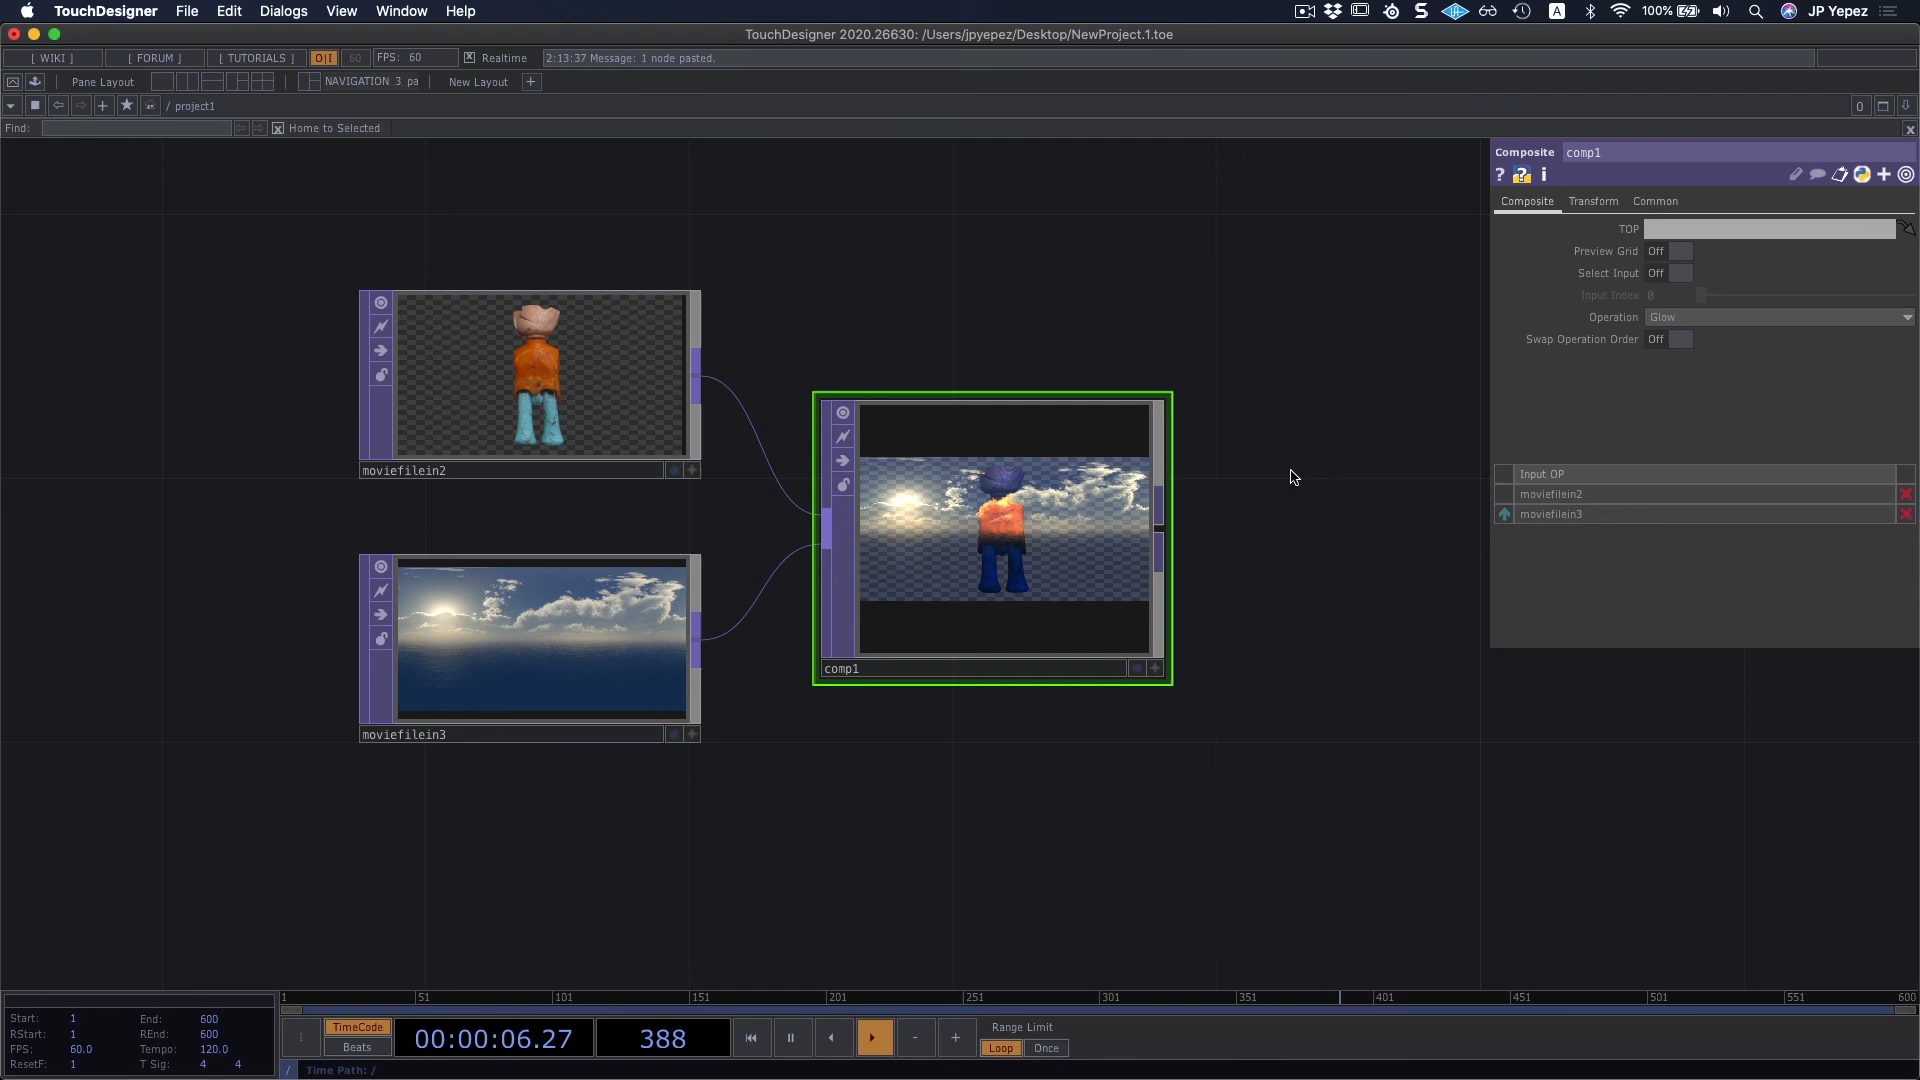 TouchDesigner File Edit Dialogs View Window Help 100% A JP Yepez
TouchDesigner 2020.26630: /Users/jpyepez/Desktop/NewProject.1.toe
[ WIKI ] [ FORUM ] [ TUTORIALS ] O|I 60 FPS: 60 Realtime 2:13:37 Message: 1 node pasted.
Pane Layout NAVIGATION 3 pa New Layout +
/ project1 0
Find: Home to Selected x
Composite comp1
? ? i
Composite Transform Common
TOP
Preview Grid Off
Select Input Off
Input Index 0
Operation Glow
Swap Operation Order Off
Input OP
moviefilein2
moviefilein3
moviefilein2
comp1
moviefilein3
1 51 101 151 201 251 301 351 401 451 501 551 600
Start: 1 End: 600
RStart: 1 REnd: 600
FPS: 60.0 Tempo: 120.0
ResetF: 1 T Sig: 4 4
I TimeCode Beats 00:00:06.27 388 - + Range Limit
Loop Once
/ Time Path: /